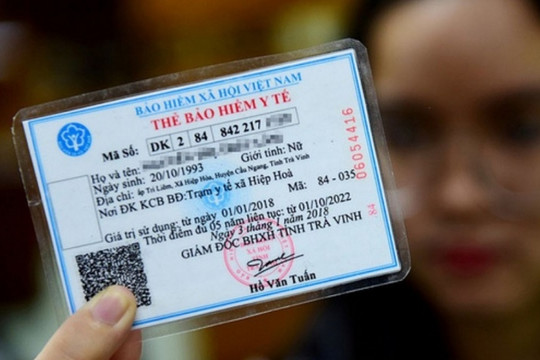 BẢO HIỂM XÃ HỘI VIỆT NAM
THẺ BẢO HIỂM Y TẾ
Mã Số: DK 2 84 842 217
Họ và tên:
Ngày sinh: 20/10/1993 Giới tính: Nữ
Địa chỉ: ấp Trì Liêm, Xã Hiệp Hòa, Huyện Cầu Ngang, Tỉnh Trà Vinh
Nơi ĐK KCB BĐ: Trạm y tế xã Hiệp Hoà 84 - 035
Giá trị sử dụng: từ ngày 01/01/2018
Thời điểm đủ 05 năm liên tục: từ 01/10/2022
Ngày 3 tháng 1 năm 2018
GIÁM ĐỐC BHXH TỈNH TRÀ VINH
Hồ Văn Tuấn
06054416
84